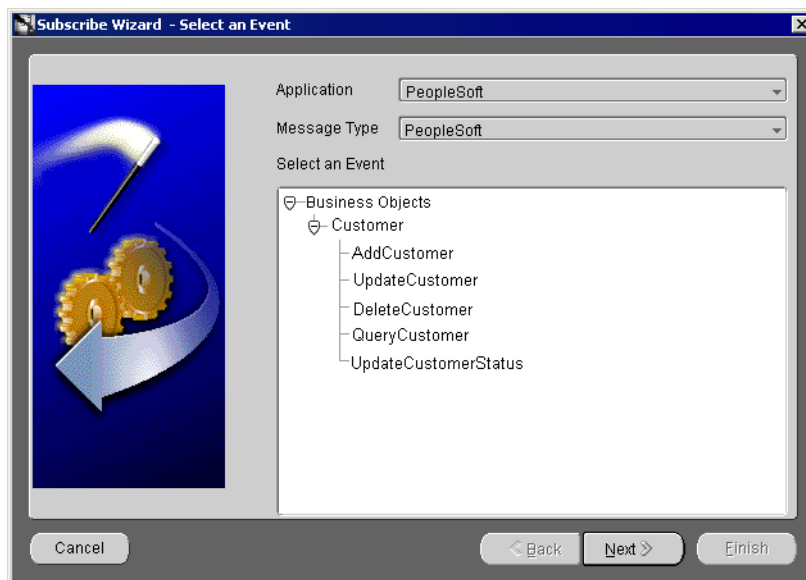 Subscribe Wizard - Select an Event
Application PeopleSoft
Message Type PeopleSoft
Select an Event
Business Objects
Customer
AddCustomer
UpdateCustomer
DeleteCustomer
QueryCustomer
UpdateCustomerStatus
Cancel Back Next Finish